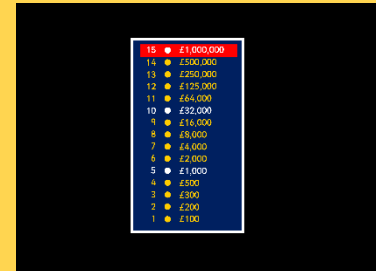 15 ● £1,000,000
14 ● £500,000
13 ● £250,000
12 ● £125,000
11 ● £64,000
10 ● £32,000
9 ● £16,000
8 ● £8,000
7 ● £4,000
6 ● £2,000
5 ● £1,000
4 ● £500
3 ● £300
2 ● £200
1 ● £100